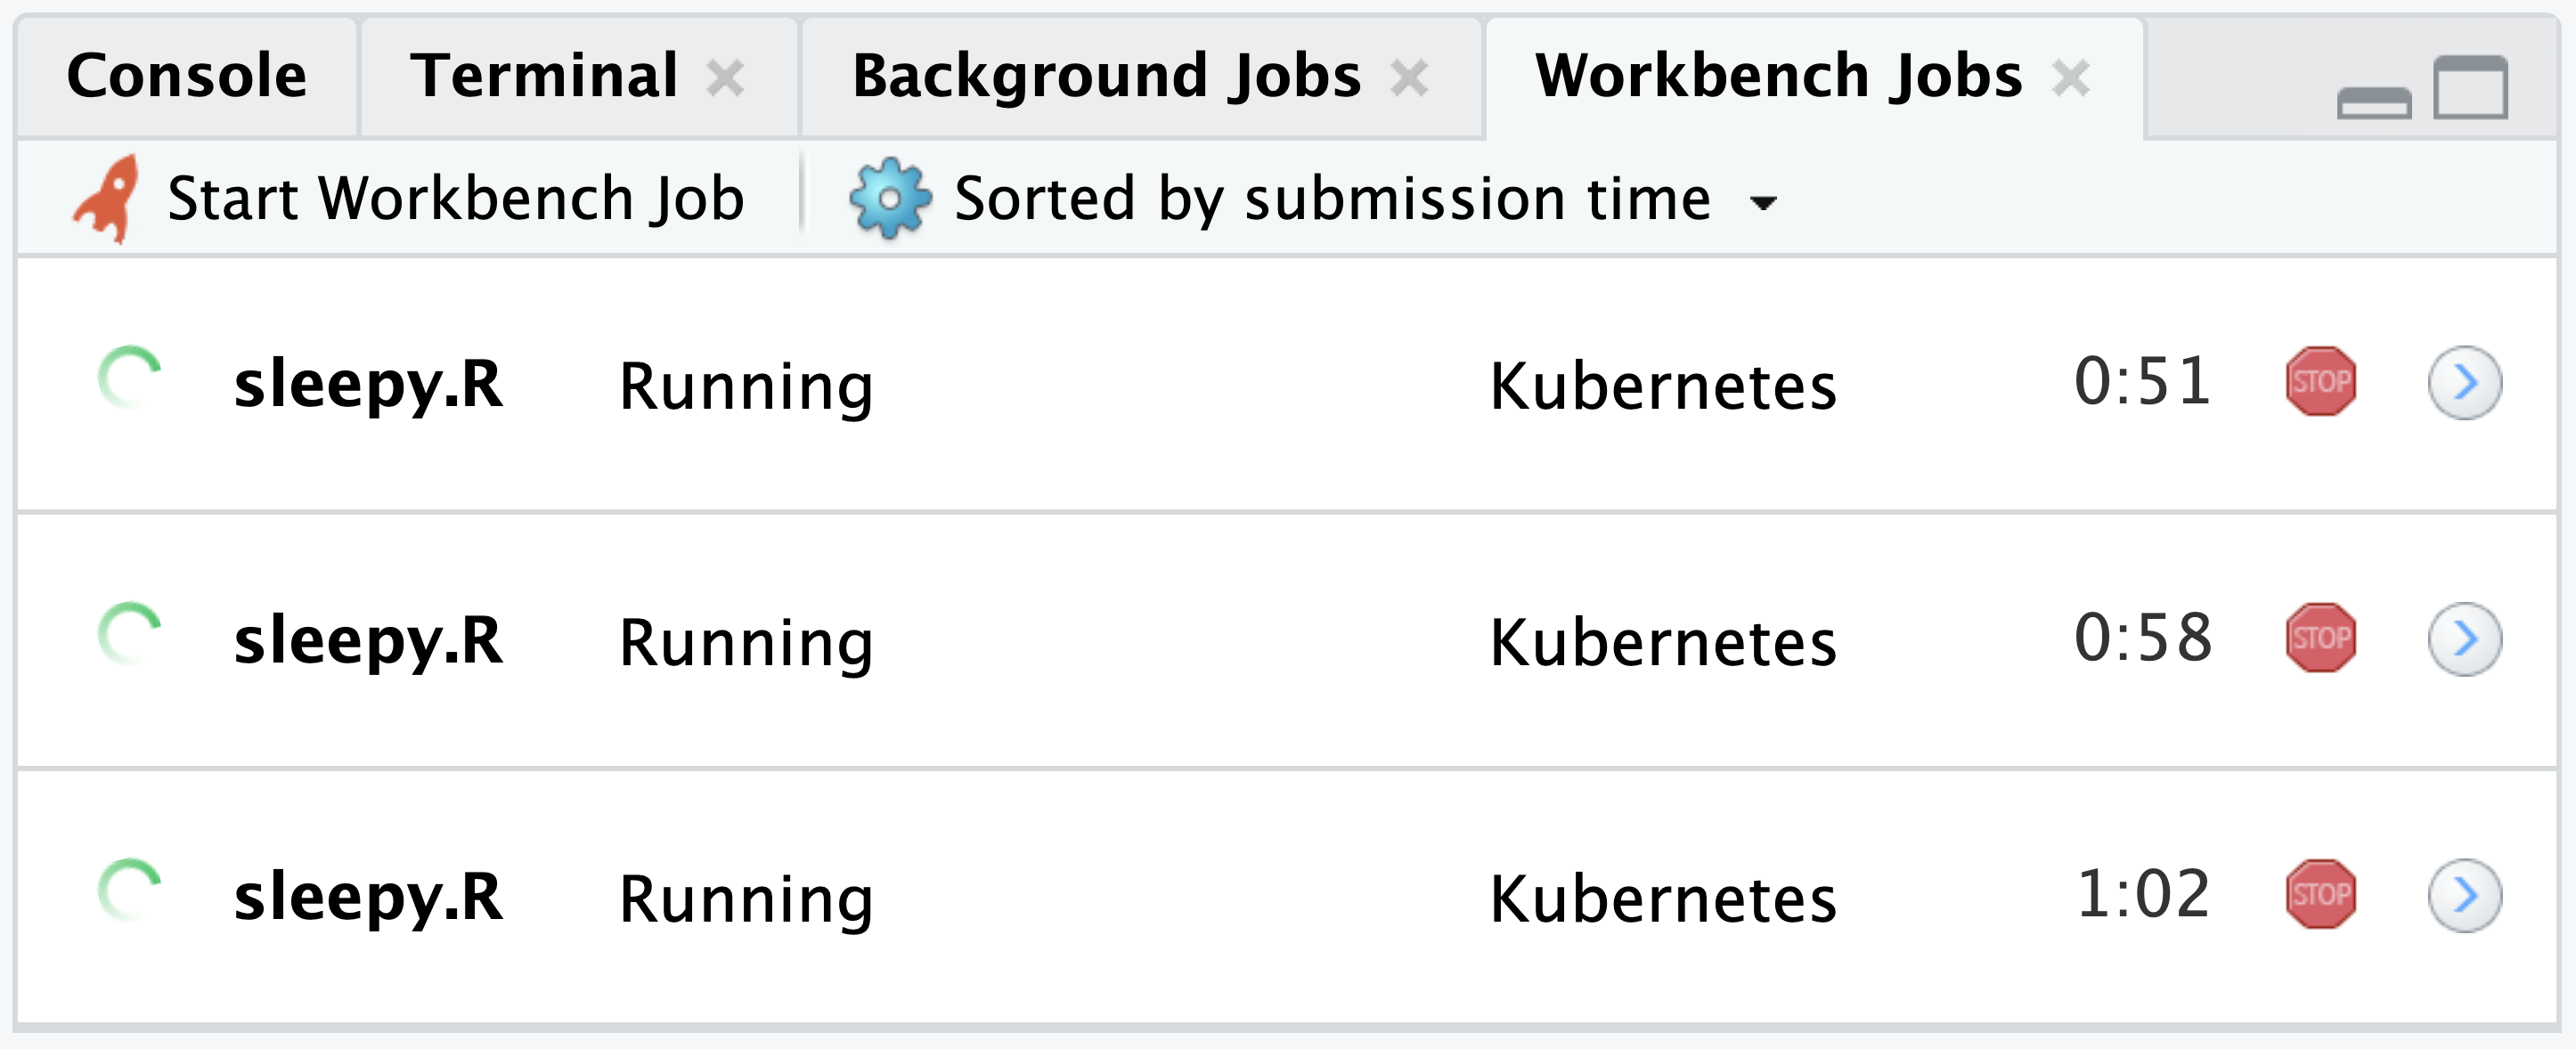 Console Terminal Background Jobs Workbench Jobs
Start Workbench Job Sorted by submission time
sleepy.R Running Kubernetes 0:51 STOP
sleepy.R Running Kubernetes 0:58 STOP
sleepy.R Running Kubernetes 1:02 STOP